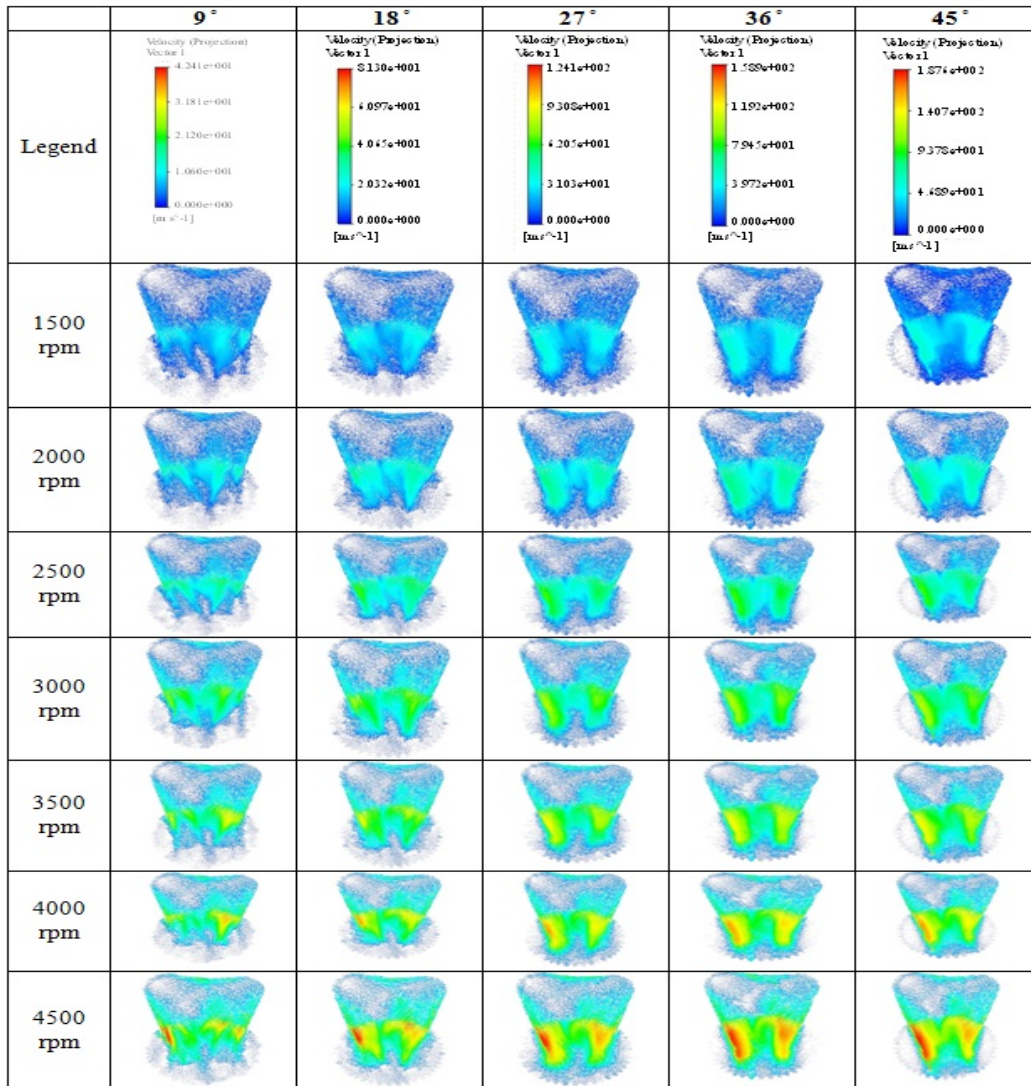 9° 18° 27° 36° 45°
Legend
Velocity (Projection)
Vector 1
4.241e+001
3.181e+001
2.120e+001
1.060e+001
0.000e+000
[m s^-1]
Velocity (Projection)
Vector 1
8.130e+001
6.097e+001
4.065e+001
2.032e+001
0.000e+000
[m s^-1]
Velocity (Projection)
Vector 1
1.241e+002
9.308e+001
6.205e+001
3.103e+001
0.000e+000
[m s^-1]
Velocity (Projection)
Vector 1
1.589e+002
1.192e+002
7.945e+001
3.972e+001
0.000e+000
[m s^-1]
Velocity (Projection)
Vector 1
1.876e+002
1.407e+002
9.378e+001
4.689e+001
0.000e+000
[m s^-1]
1500
rpm
2000
rpm
2500
rpm
3000
rpm
3500
rpm
4000
rpm
4500
rpm